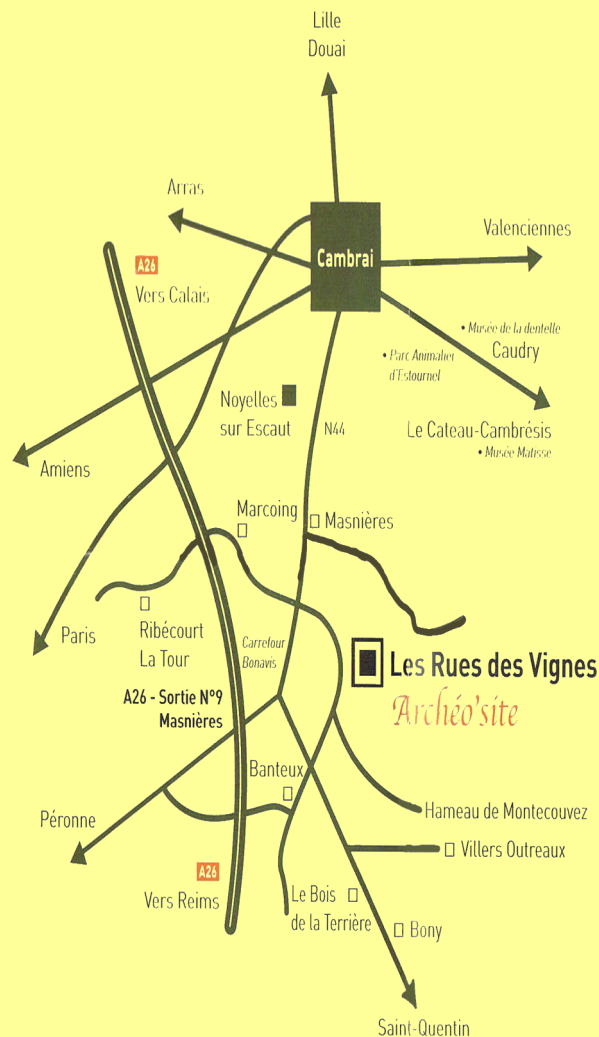 Lille
Douai
Arras
Cambrai
Valenciennes
A26
Vers Calais
• Musée de la dentelle
Caudry
• Parc Animalier
d'Estournel
Noyelles
sur Escaut
N44
Le Cateau-Cambrésis
• Musée Matisse
Amiens
Marcoing
Masnières
Paris
Ribécourt
La Tour
Carrefour
Bonavis
Les Rues des Vignes
Archéo'site
A26 - Sortie N°9
Masnières
Banteux
Péronne
Hameau de Montecouvez
Villers Outreaux
A26
Vers Reims
Le Bois
de la Terrière
Bony
Saint-Quentin